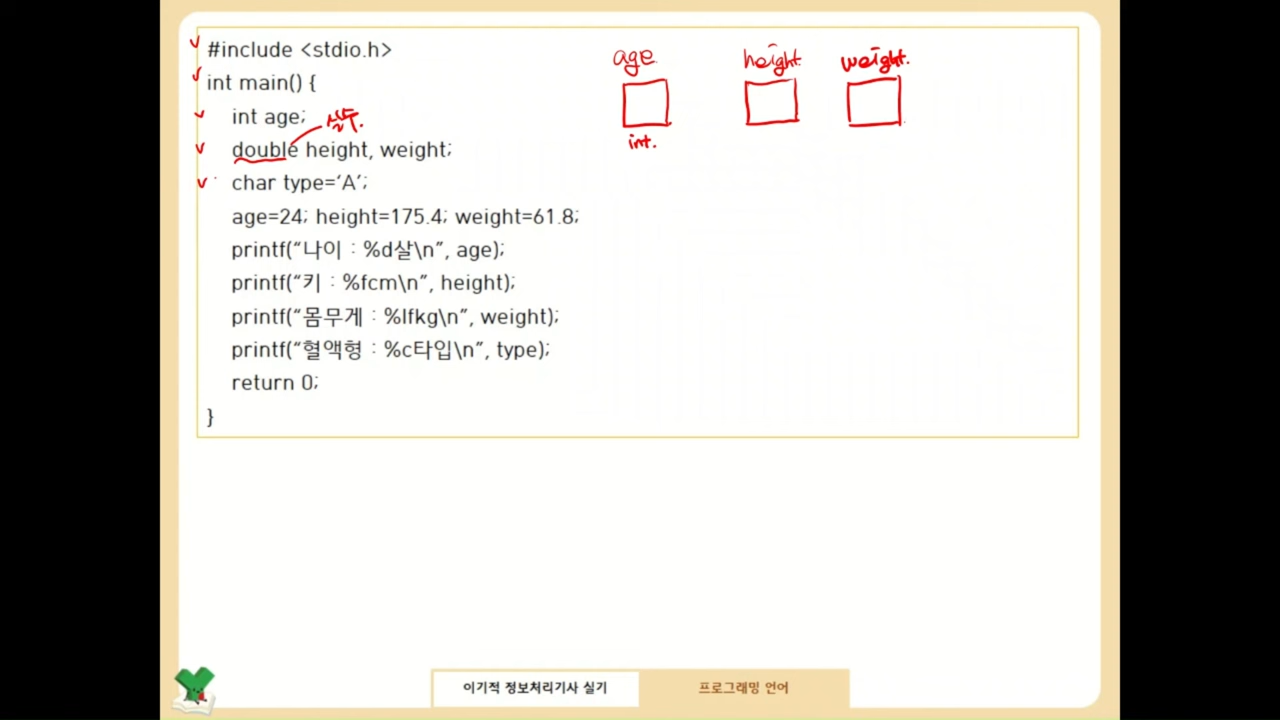 #include <stdio.h>
int main() {
int age;
실수.
double height, weight;
char type=‘A’;
age=24; height=175.4; weight=61.8;
printf(“나이 : %d살\n”, age);
printf(“키 : %fcm\n”, height);
printf(“몸무게 : %lfkg\n”, weight);
printf(“혈액형 : %c타입\n”, type);
return 0;
}
age height weight.
int.
이기적 정보처리기사 실기
프로그래밍 언어